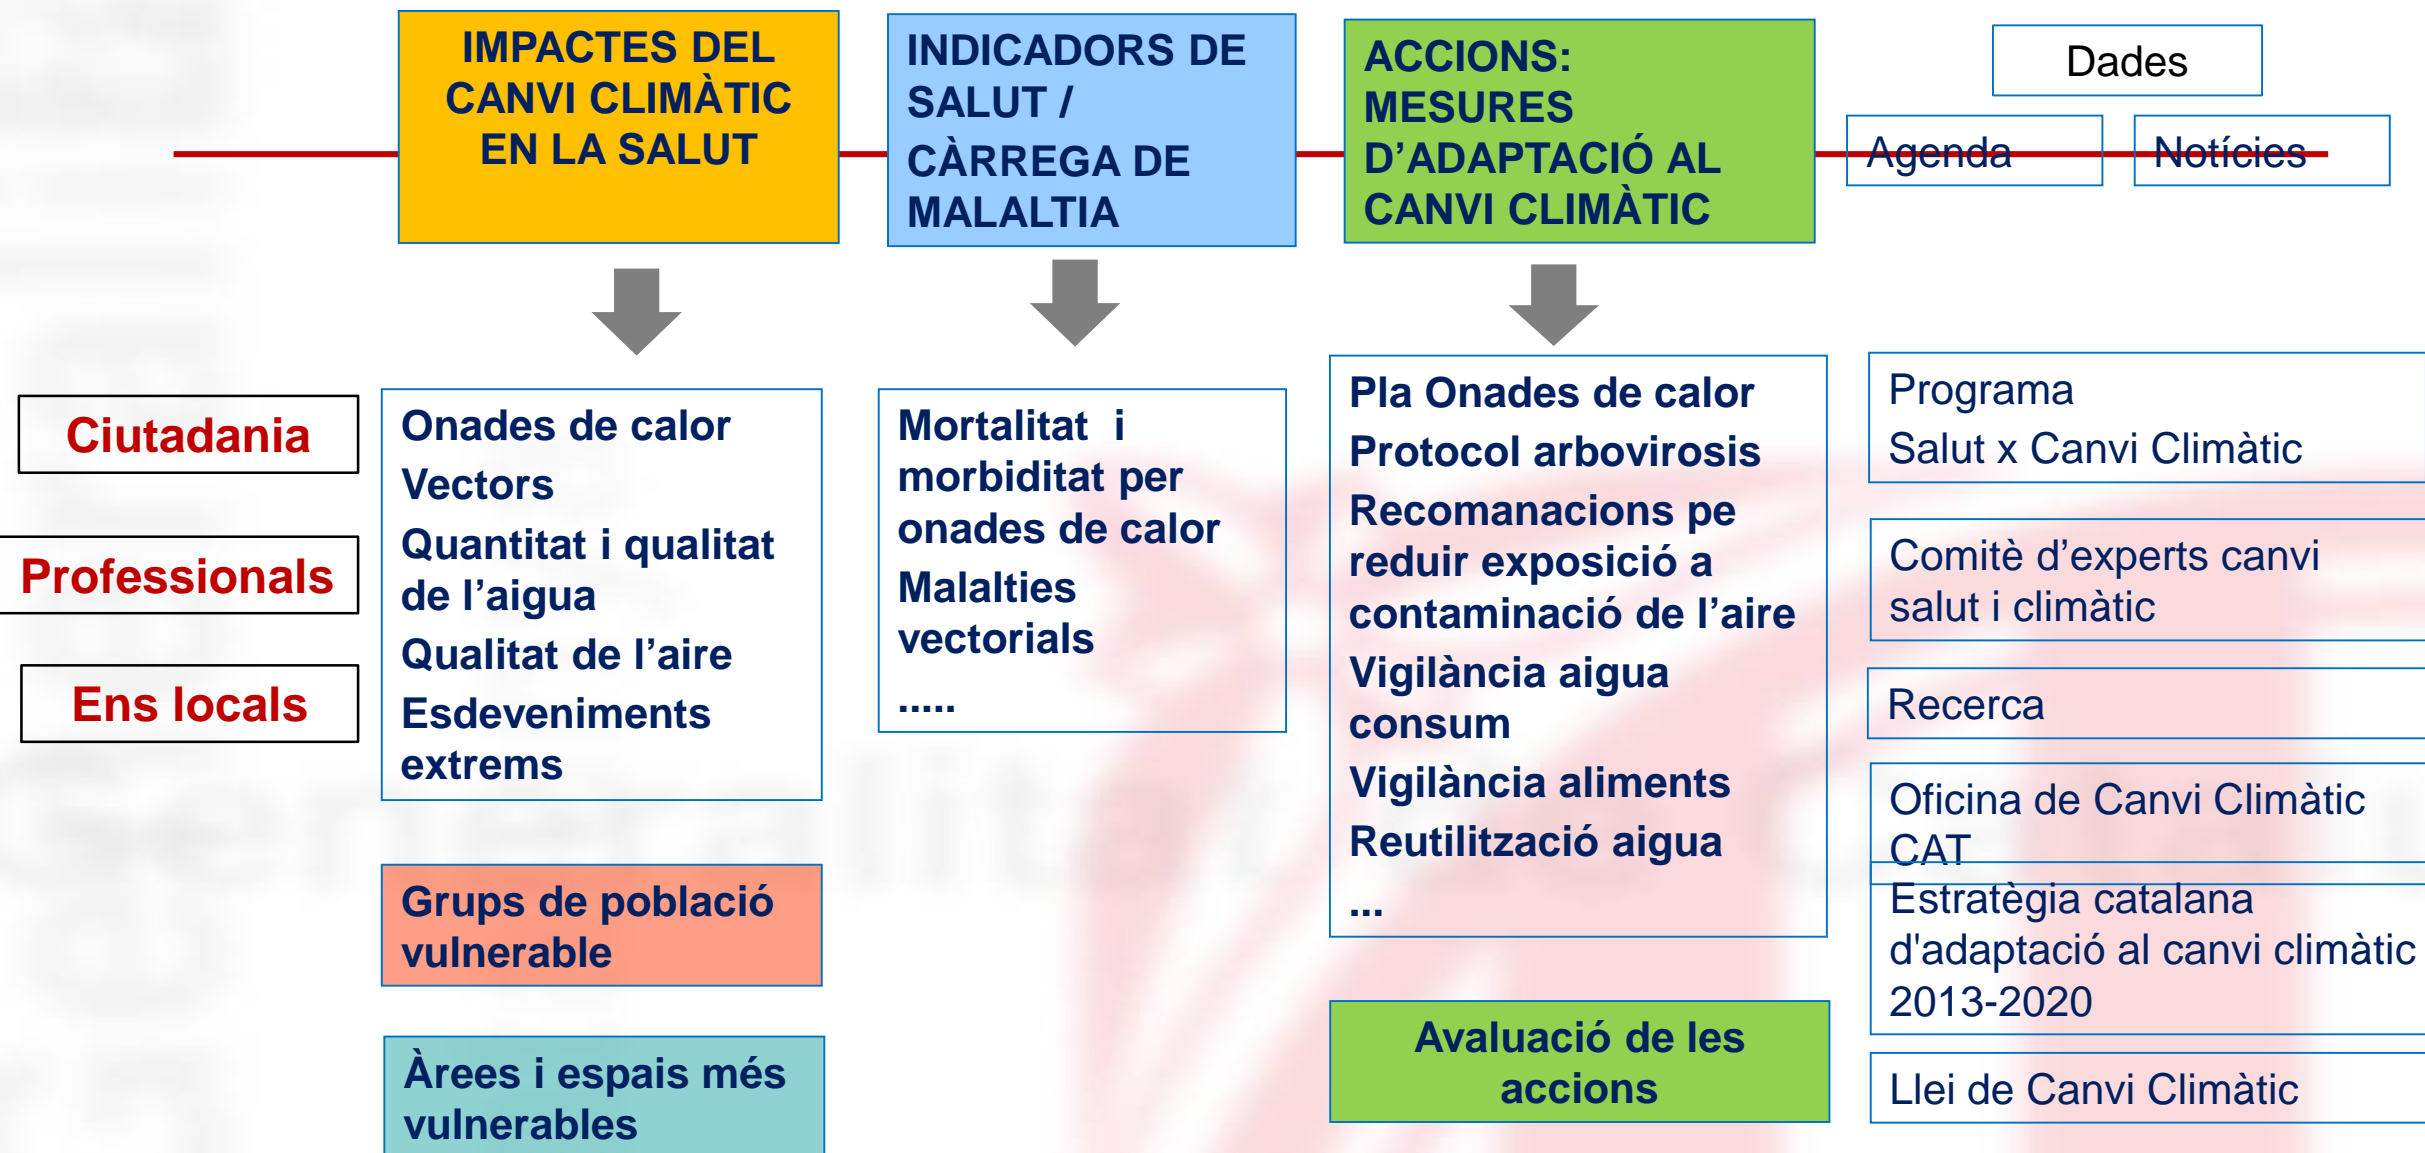 IMPACTES DEL
CANVI CLIMÀTIC
EN LA SALUT
INDICADORS DE
SALUT /
CÀRREGA DE
MALALTIA
ACCIONS:
MESURES
D’ADAPTACIÓ AL
CANVI CLIMÀTIC
Dades
Agenda
Notícies
Ciutadania
Professionals
Ens locals
Onades de calor
Vectors
Quantitat i qualitat
de l’aigua
Qualitat de l’aire
Esdeveniments
extrems
Grups de població
vulnerable
Àrees i espais més
vulnerables
Mortalitat i
morbiditat per
onades de calor
Malalties
vectorials
.....
Pla Onades de calor
Protocol arbovirosis
Recomanacions pe
reduir exposició a
contaminació de l’aire
Vigilància aigua
consum
Vigilància aliments
Reutilització aigua
...
Avaluació de les
accions
Programa
Salut x Canvi Climàtic
Comitè d’experts canvi
salut i climàtic
Recerca
Oficina de Canvi Climàtic
CAT
Estratègia catalana
d'adaptació al canvi climàtic
2013-2020
Llei de Canvi Climàtic
Generalitat